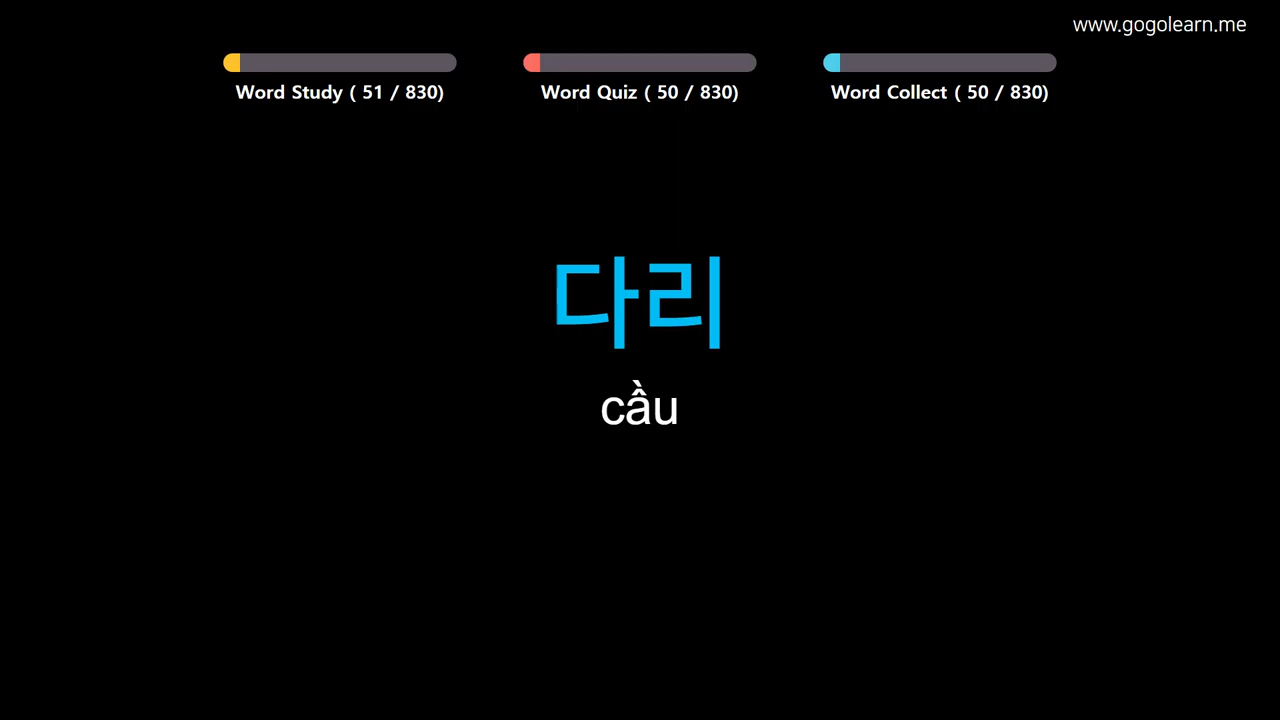 www.gogolearn.me
Word Study ( 51 / 830)
Word Quiz ( 50 / 830)
Word Collect ( 50 / 830)
다리
cầu